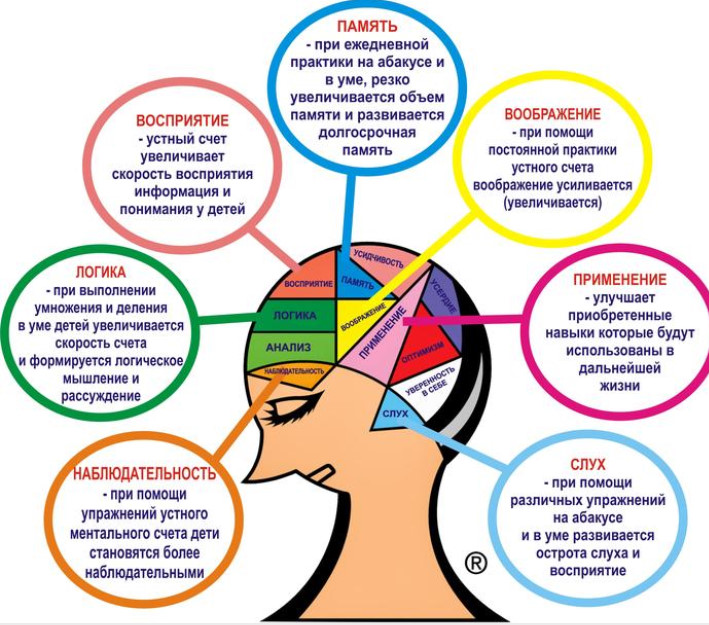 ПАМЯТЬ
- при ежедневной
практики на абакусе и
в уме, резко
увеличивается объем
памяти и развивается
долгосрочная
память
ВОСПРИЯТИЕ
- устный счет
увеличивает
скорость восприятия
информация и
понимания у детей
ВООБРАЖЕНИЕ
- при помощи
постоянной практики
устного счета
воображение усиливается
(увеличивается)
ЛОГИКА
- при выполнении
умножения и деления
в уме детей увеличивается
скорость счета
и формируется логическое
мышление и
рассуждение
ПРИМЕНЕНИЕ
- улучшает
приобретенные
навыки которые будут
использованы в
дальнейшей
жизни
НАБЛЮДАТЕЛЬНОСТЬ
- при помощи
упражнений устного
ментального счета дети
становятся более
наблюдательными
СЛУХ
- при помощи
различных упражнений
на абакусе
и в уме развивается
острота слуха и
восприятие
УСИДЧИВОСТЬ
ВОСПРИЯТИЕ
ПАМЯТЬ
УСЕРДИЕ
ЛОГИКА
ВООБРАЖЕНИЕ
ПРИМЕНЕНИЕ
АНАЛИЗ
ОПТИМИЗМ
НАБЛЮДАТЕЛЬНОСТЬ
УВЕРЕННОСТЬ
В СЕБЕ
СЛУХ
®